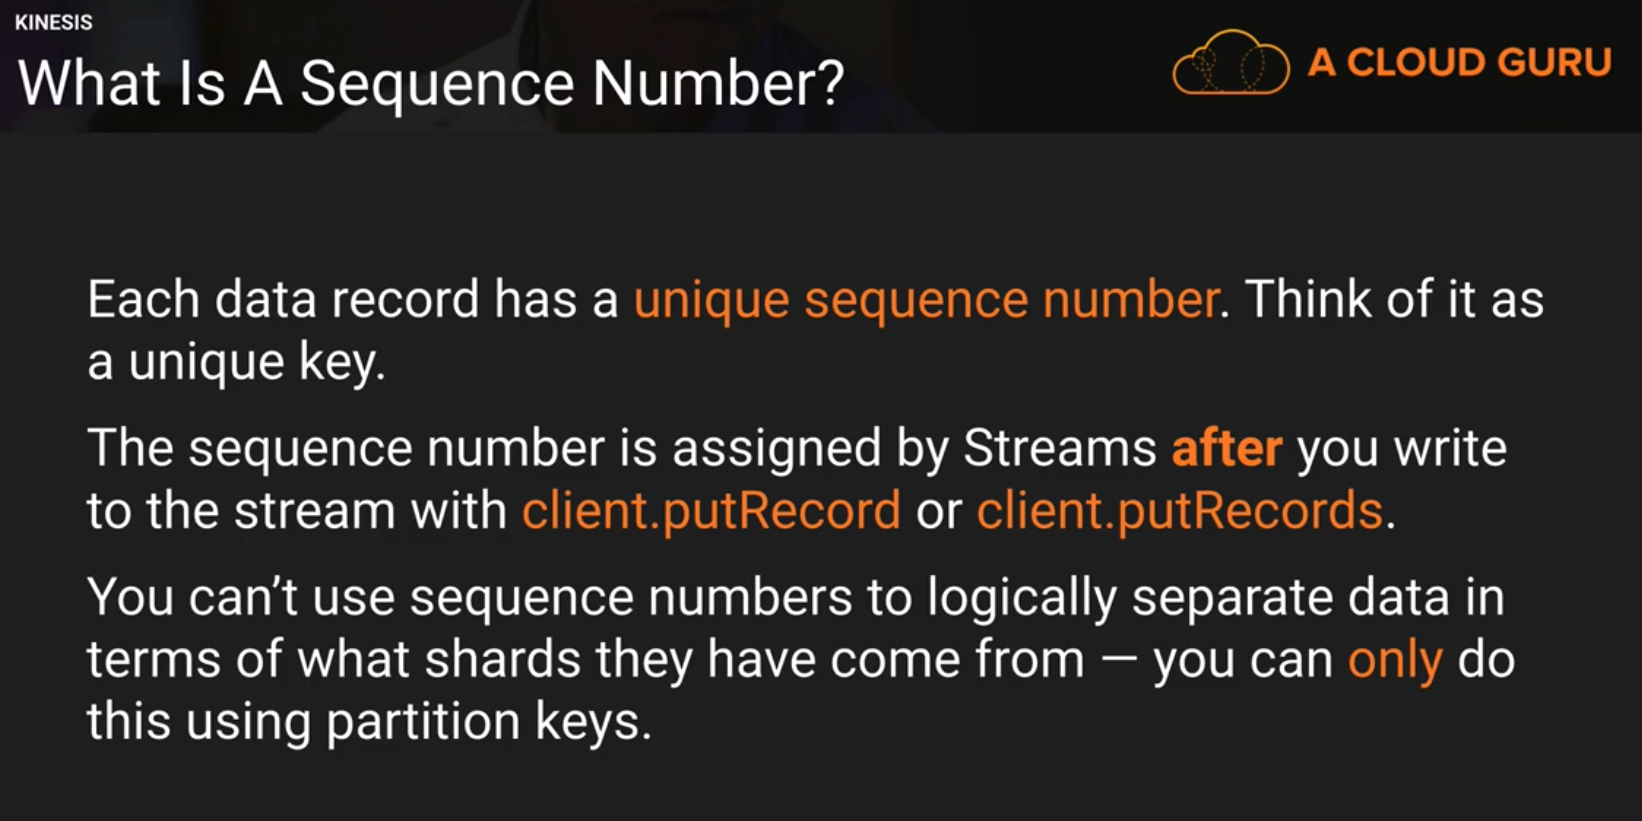 KINESIS
What Is A Sequence Number?
A CLOUD GURU
Each data record has a unique sequence number. Think of it as
a unique key.
The sequence number is assigned by Streams after you write
to the stream with client.putRecord or client.putRecords.
You can’t use sequence numbers to logically separate data in
terms of what shards they have come from — you can only do
this using partition keys.